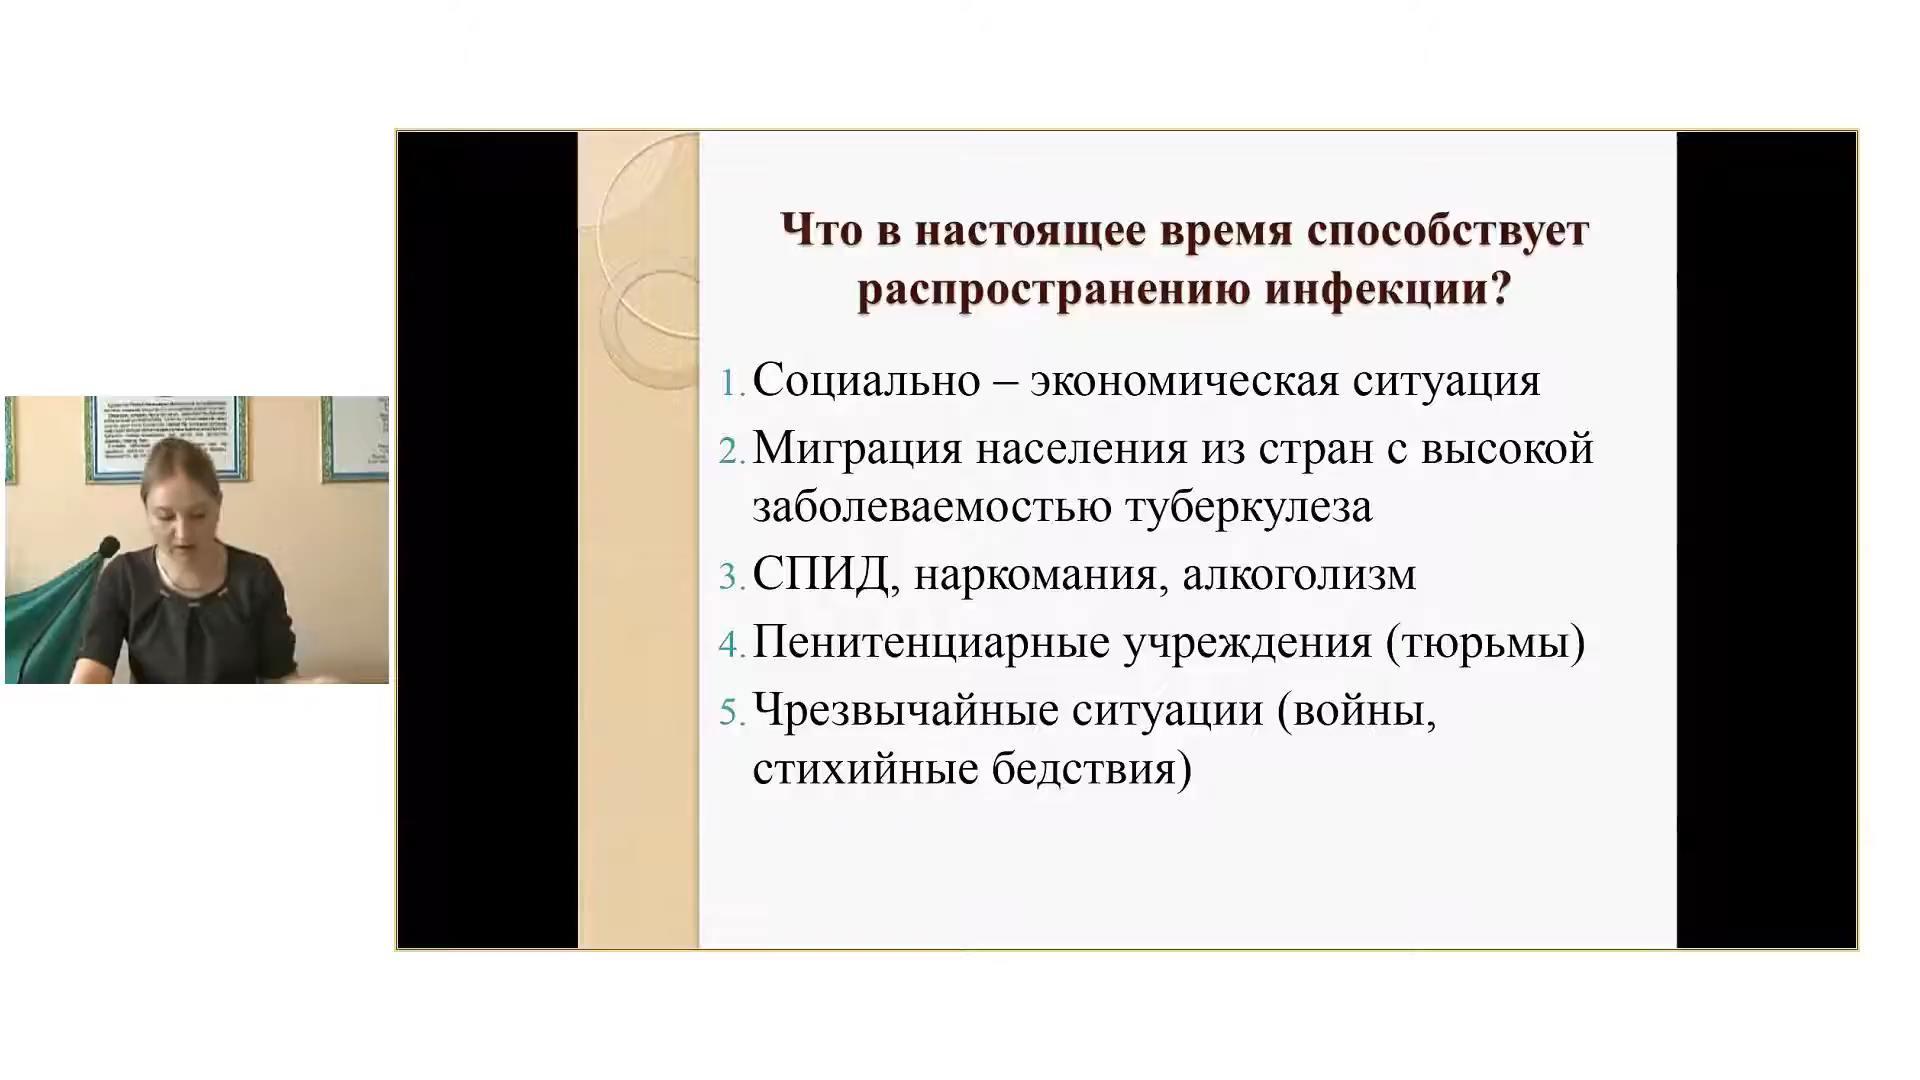 Что в настоящее время способствует
распространению инфекции?
1. Социально – экономическая ситуация
2. Миграция населения из стран с высокой
заболеваемостью туберкулеза
3. СПИД, наркомания, алкоголизм
4. Пенитенциарные учреждения (тюрьмы)
5. Чрезвычайные ситуации (войны,
стихийные бедствия)